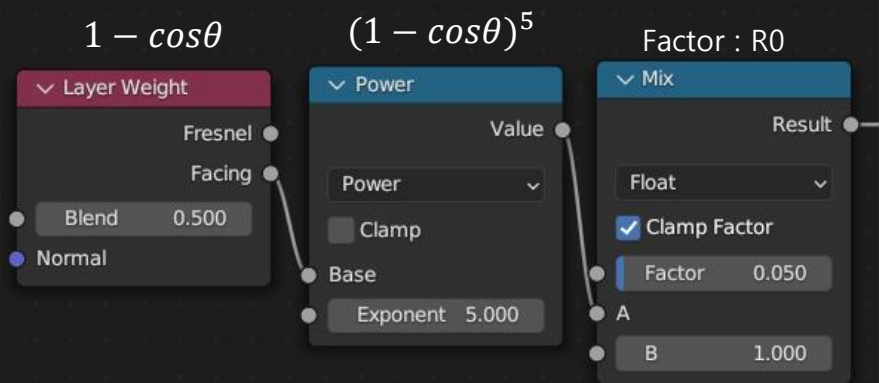 1 − cosθ
(1 − cosθ)⁵
Factor : R0
Layer Weight
Fresnel
Facing
Blend 0.500
Normal
Power
Value
Power
Clamp
Base
Exponent 5.000
Mix
Result
Float
Clamp Factor
Factor 0.050
A
B 1.000